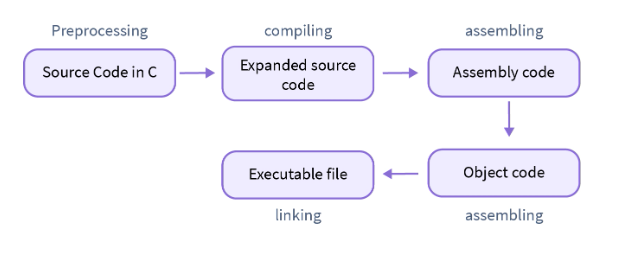 Preprocessing
compiling
assembling
Source Code in C
Expanded source
code
Assembly code
Executable file
Object code
linking
assembling